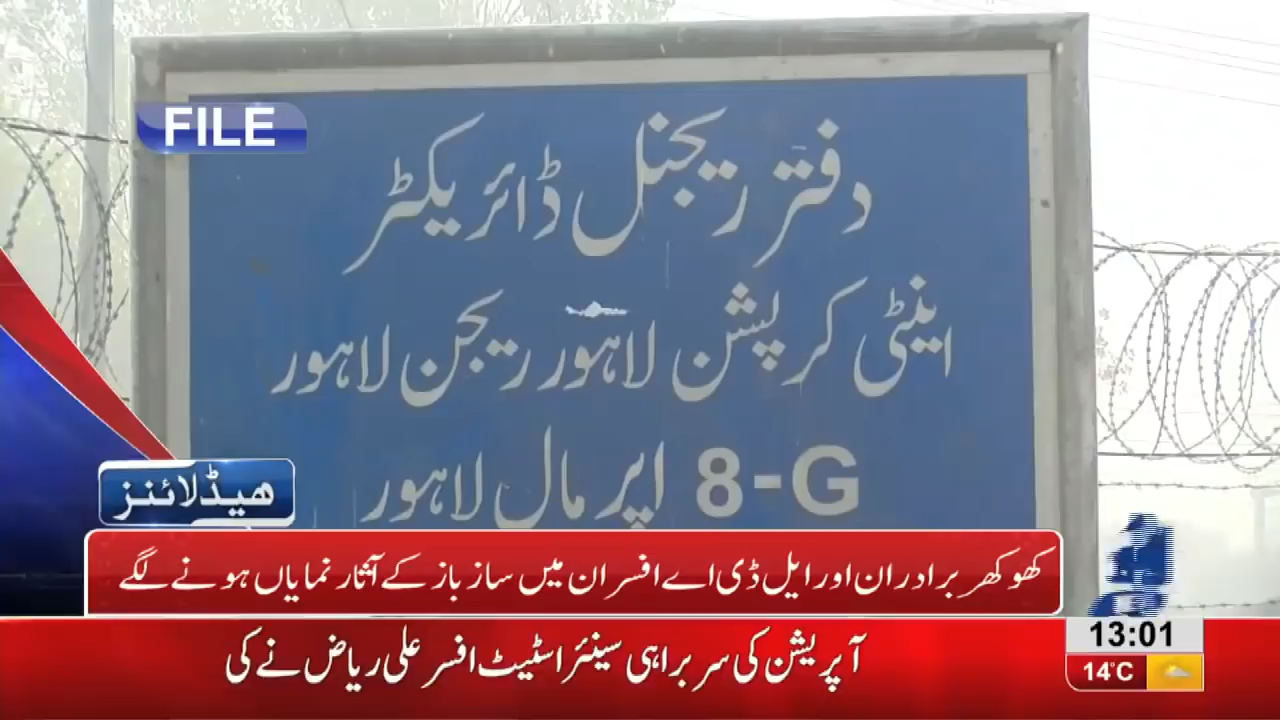 FILE
دفتر ریجنل ڈائریکٹر
اینٹی کرپشن لاہور ریجن لاہور
8-G اپر مال لاہور
ھیڈلائنز
کھوکھر برادران اور ایل ڈی اے افسران میں ساز باز کے آثار نمایاں ہونے لگے
آپریشن کی سربراہی سینئر اسٹیٹ افسر علی ریاض نے کی
13:01
14°C